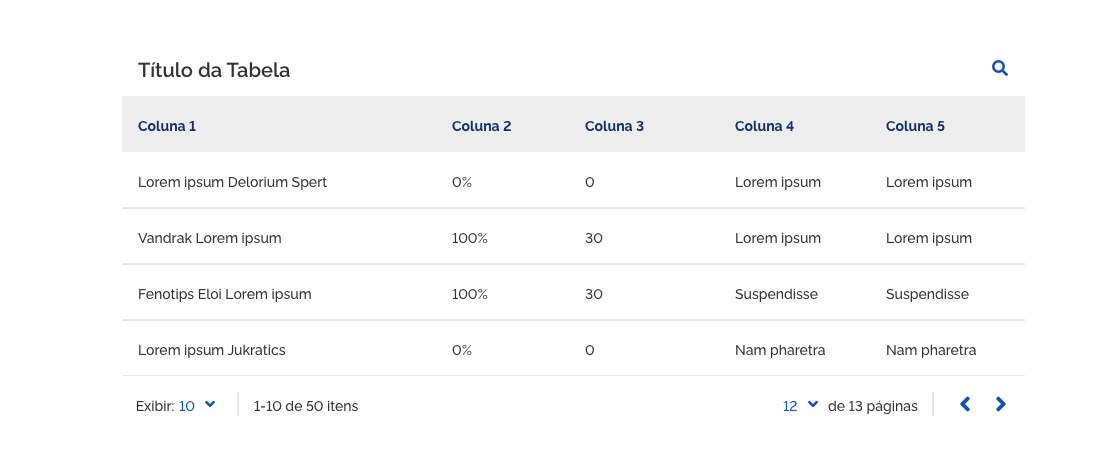 Título da Tabela
Coluna 1 Coluna 2 Coluna 3 Coluna 4 Coluna 5
Lorem ipsum Delorium Spert 0% 0 Lorem ipsum Lorem ipsum
Vandrak Lorem ipsum 100% 30 Lorem ipsum Lorem ipsum
Fenotips Eloi Lorem ipsum 100% 30 Suspendisse Suspendisse
Lorem ipsum Jukratics 0% 0 Nam pharetra Nam pharetra
Exibir: 10 1-10 de 50 itens 12 de 13 páginas